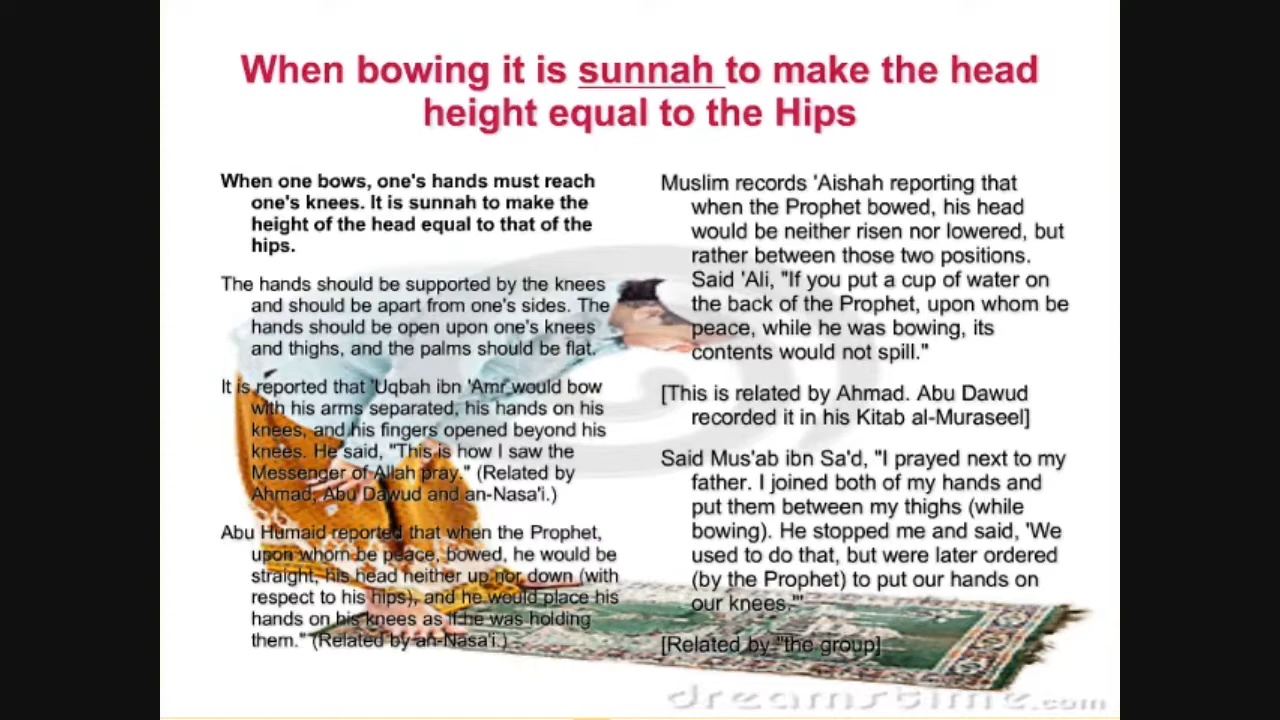 When bowing it is sunnah to make the head
height equal to the Hips
When one bows, one's hands must reach
one's knees. It is sunnah to make the
height of the head equal to that of the
hips.
The hands should be supported by the knees
and should be apart from one's sides. The
hands should be open upon one's knees
and thighs, and the palms should be flat.
It is reported that 'Uqbah ibn 'Amr would bow
with his arms separated, his hands on his
knees, and his fingers opened beyond his
knees. He said, "This is how I saw the
Messenger of Allah pray." (Related by
Ahmad, Abu Dawud and an-Nasa'i.)
Abu Humaid reported that when the Prophet,
upon whom be peace, bowed, he would be
straight, his head neither up nor down (with
respect to his hips), and he would place his
hands on his knees as if he was holding
them." (Related by an-Nasa'i.)
Muslim records 'Aishah reporting that
when the Prophet bowed, his head
would be neither risen nor lowered, but
rather between those two positions.
Said 'Ali, "If you put a cup of water on
the back of the Prophet, upon whom be
peace, while he was bowing, its
contents would not spill."
[This is related by Ahmad. Abu Dawud
recorded it in his Kitab al-Muraseel]
Said Mus'ab ibn Sa'd, "I prayed next to my
father. I joined both of my hands and
put them between my thighs (while
bowing). He stopped me and said, 'We
used to do that, but were later ordered
(by the Prophet) to put our hands on
our knees."'
[Related by "the group]
dreamstime.com